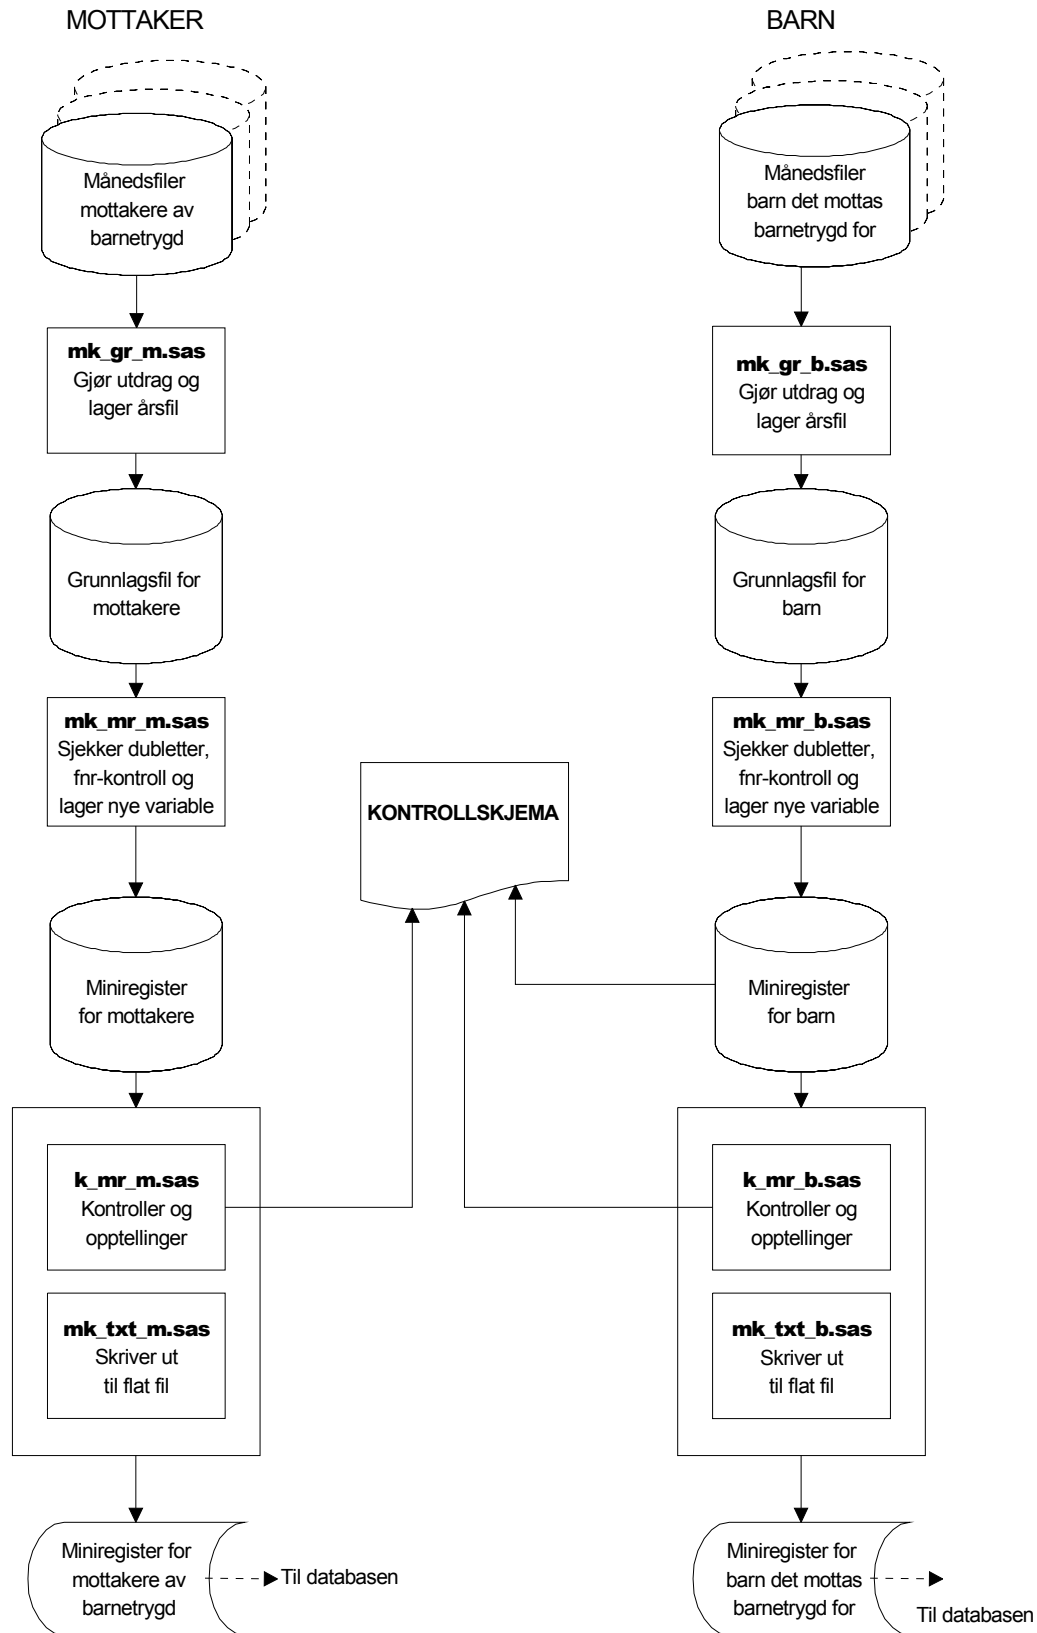 MOTTAKER
Månedsfiler
mottakere av
barnetrygd
mk_gr_m.sas
Gjør utdrag og
lager årsfil
Grunnlagsfil for
mottakere
mk_mr_m.sas
Sjekker dubletter,
fnr-kontroll og
lager nye variable
Miniregister
for mottakere
k_mr_m.sas
Kontroller og
opptellinger
mk_txt_m.sas
Skriver ut
til flat fil
Miniregister for
mottakere av
barnetrygd
Til databasen
KONTROLLSKJEMA
BARN
Månedsfiler
barn det mottas
barnetrygd for
mk_gr_b.sas
Gjør utdrag og
lager årsfil
Grunnlagsfil for
barn
mk_mr_b.sas
Sjekker dubletter,
fnr-kontroll og
lager nye variable
Miniregister
for barn
k_mr_b.sas
Kontroller og
opptellinger
mk_txt_b.sas
Skriver ut
til flat fil
Miniregister for
barn det mottas
barnetrygd for
Til databasen